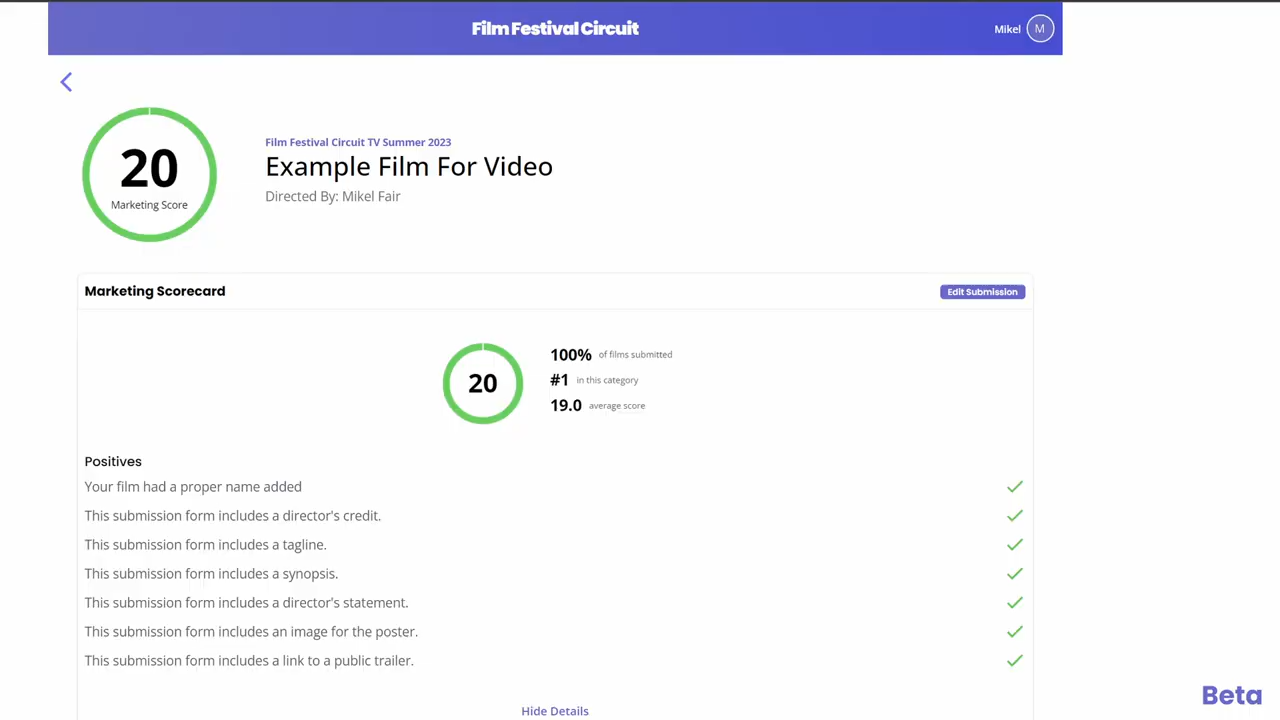 Film Festival Circuit
Mikel M
20
Marketing Score
Film Festival Circuit TV Summer 2023
Example Film For Video
Directed By: Mikel Fair
Marketing Scorecard
Edit Submission
20
100% of films submitted
#1 in this category
19.0 average score
Positives
Your film had a proper name added
This submission form includes a director's credit.
This submission form includes a tagline.
This submission form includes a synopsis.
This submission form includes a director's statement.
This submission form includes an image for the poster.
This submission form includes a link to a public trailer.
Hide Details
Beta